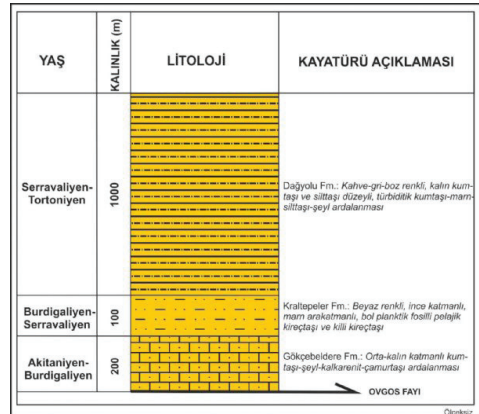 YAŞ
KALINLIK (m)
LİTOLOJİ
KAYATÜRÜ AÇIKLAMASI
Serravaliyen-
Tortoniyen
1000
Dağyolu Fm.: Kahve-gri-boz renkli, kalın kum-
taşı ve silttaşı düzeyli, türbiditik kumtaşı-marn-
silttaşı-şeyl ardalanması
Burdigaliyen-
Serravaliyen
100
Kraltepeler Fm.: Beyaz renkli, ince katmanlı,
marn arakatmanlı, bol planktik fosilli pelajik
kireçtaşı ve killi kireçtaşı
Akitaniyen-
Burdigaliyen
200
Gökçebeldere Fm.: Orta-kalın katmanlı kum-
taşı-şeyl-kalkarenit-çamurtaşı ardalanması
OVGOS FAYI
Ölçeksiz